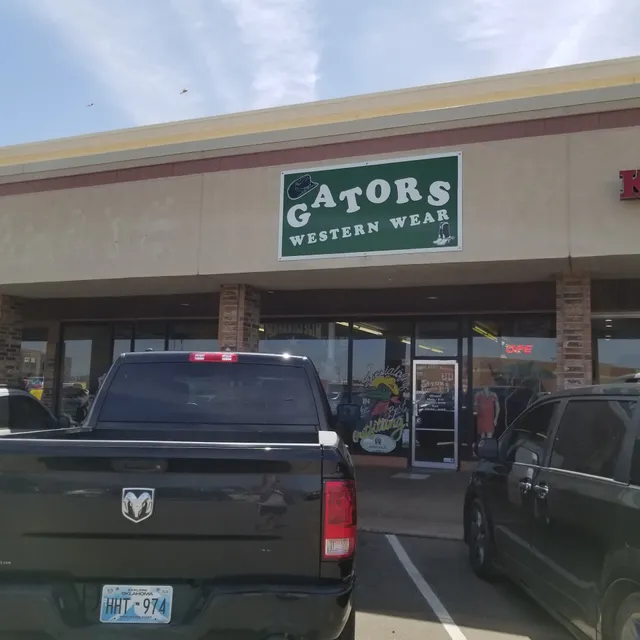 GATORS
WESTERN WEAR
K
OPEN
OKLAHOMA
HHT 974